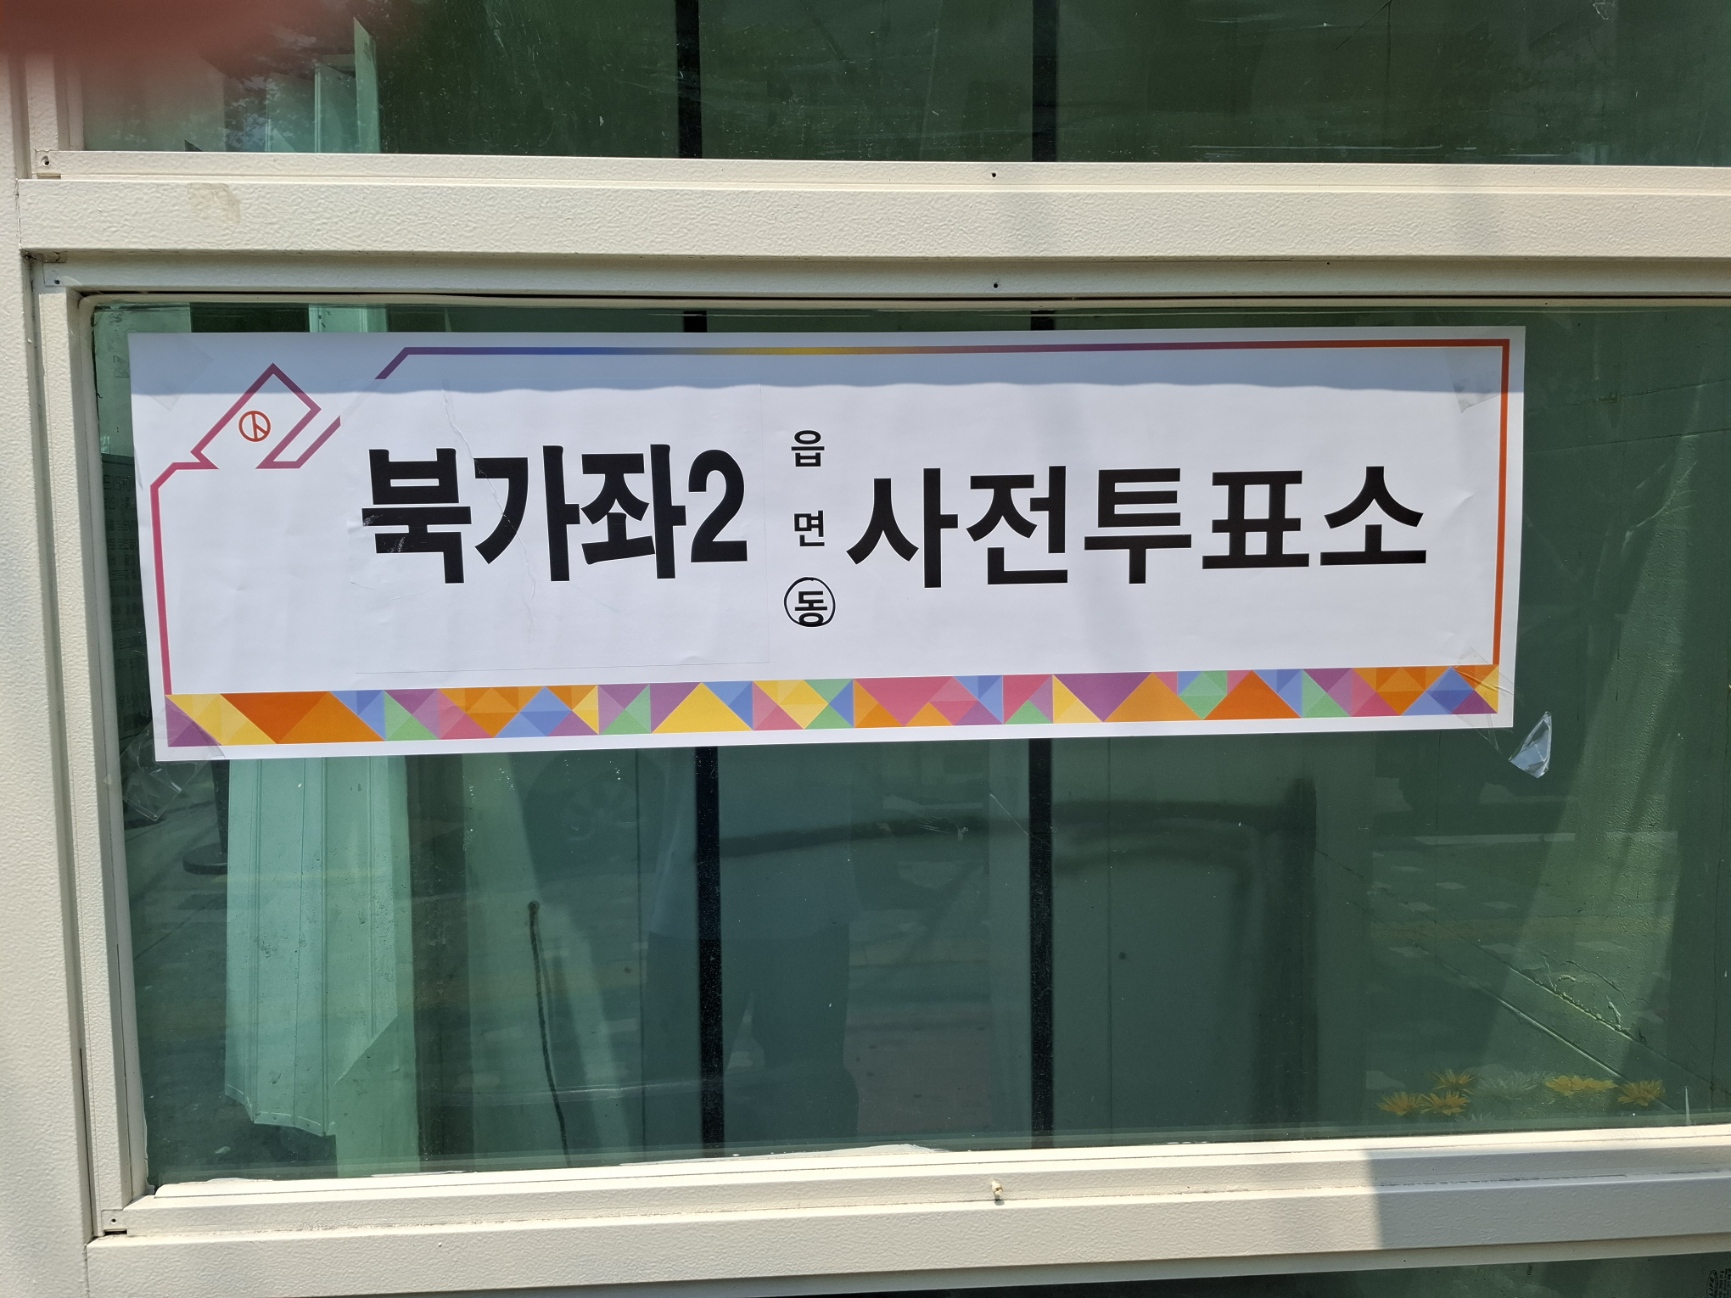 북가좌2 읍 면 동 사전투표소